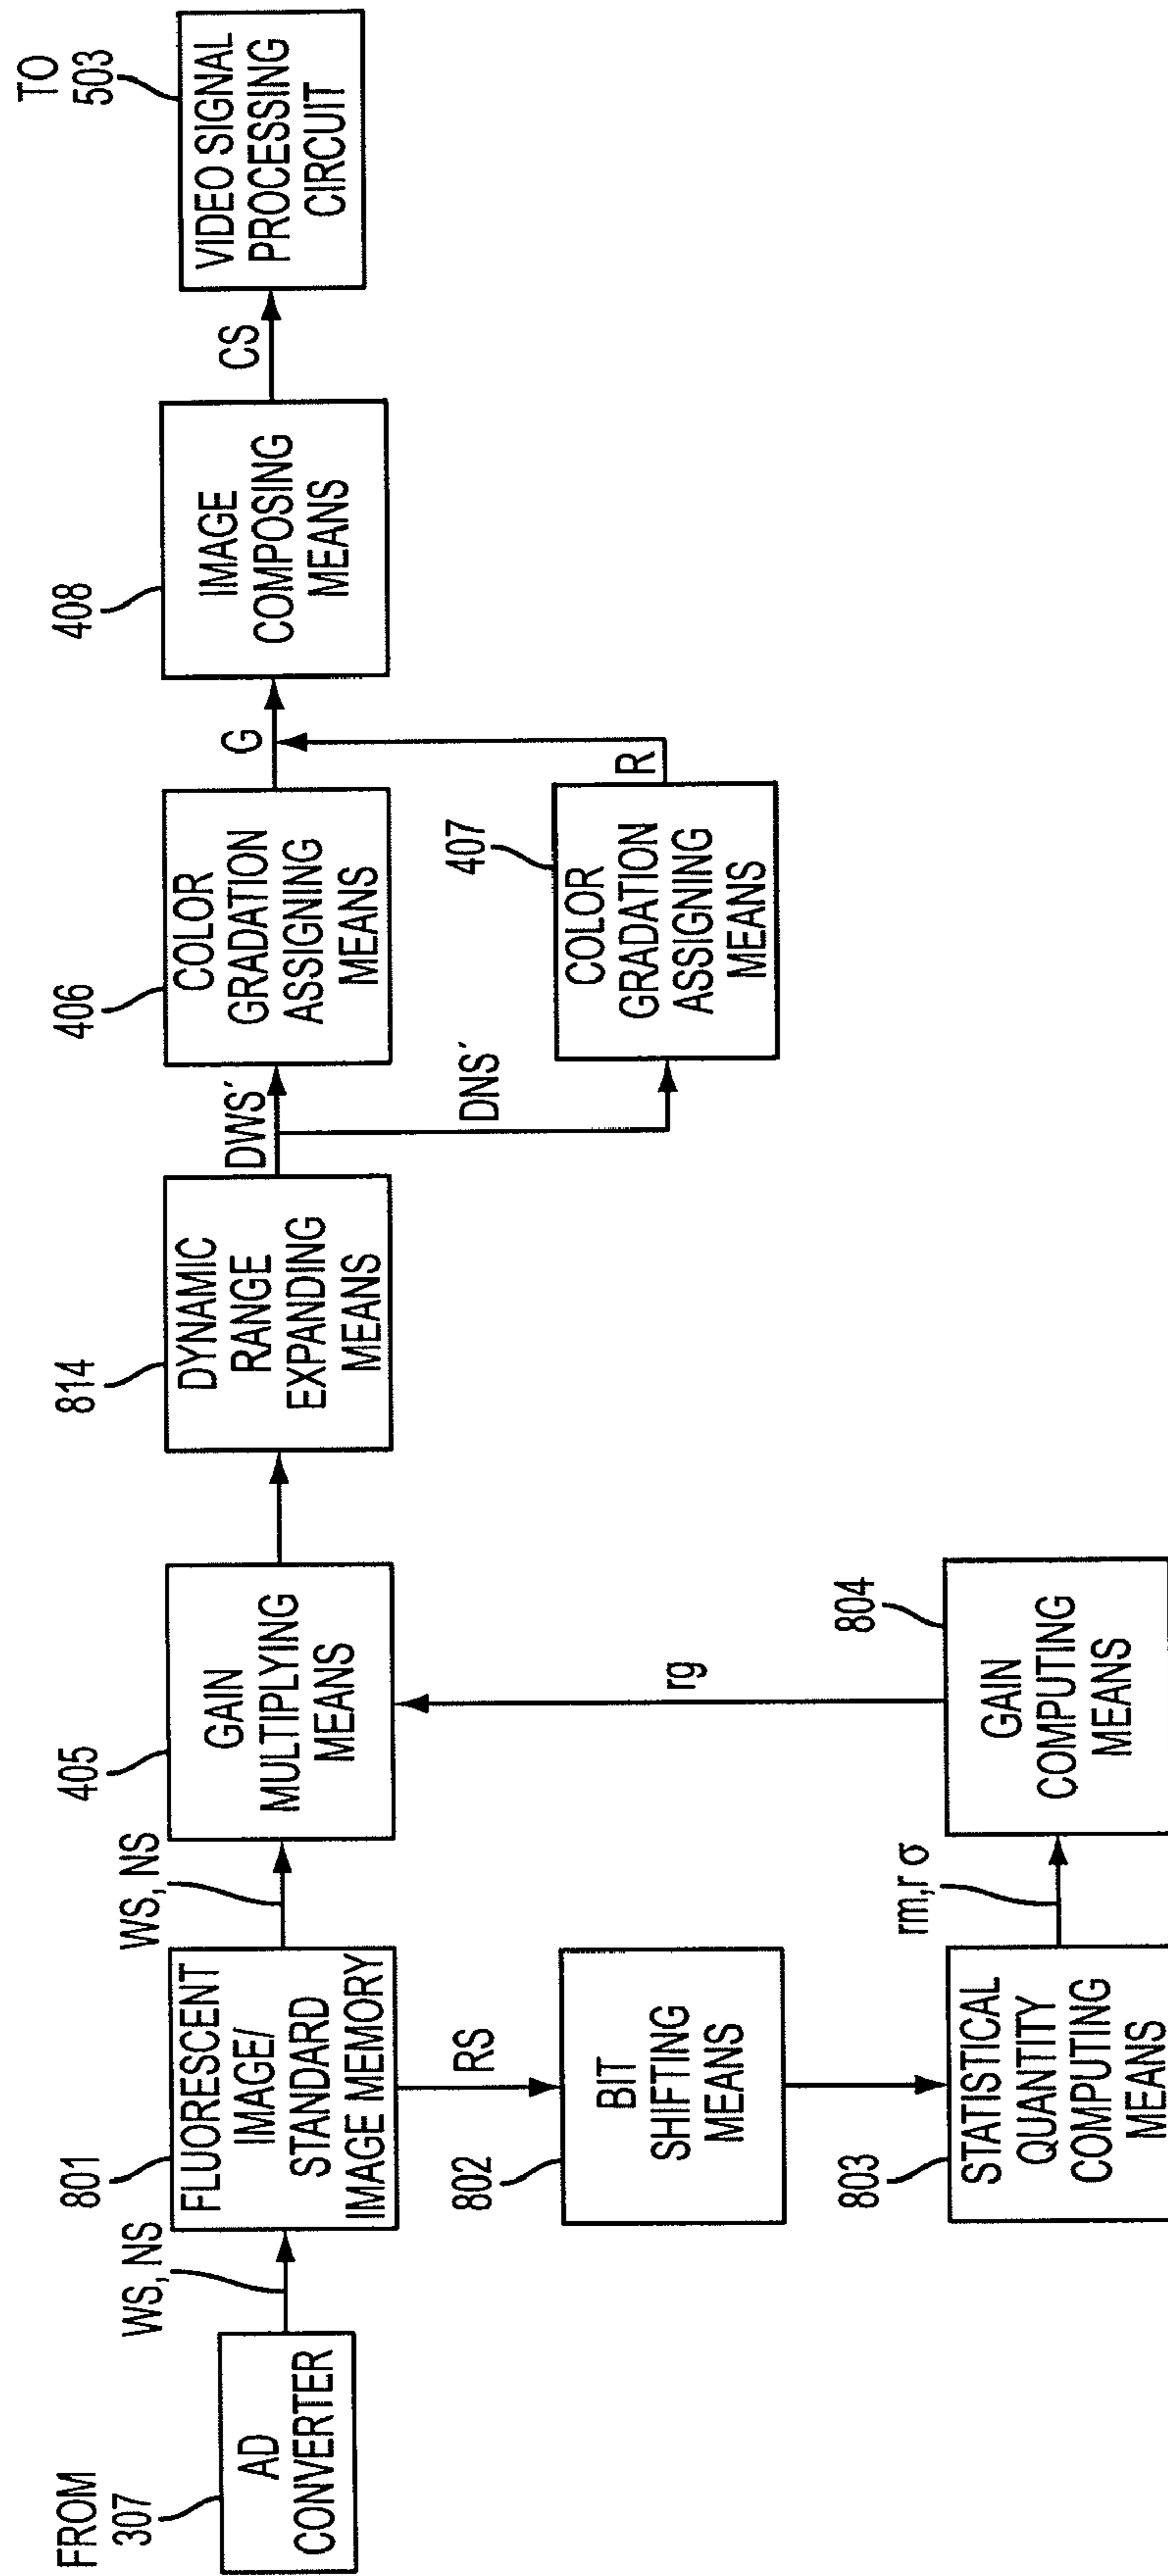 FROM
307
AD
CONVERTER
WS, NS
801
FLUORESCENT
IMAGE/
STANDARD
IMAGE MEMORY
WS, NS
405
GAIN
MULTIPLYING
MEANS
814
DYNAMIC
RANGE
EXPANDING
MEANS
DWS´
DNS´
406
COLOR
GRADATION
ASSIGNING
MEANS
G
407
COLOR
GRADATION
ASSIGNING
MEANS
R
408
IMAGE
COMPOSING
MEANS
CS
TO
503
VIDEO SIGNAL
PROCESSING
CIRCUIT
RS
802
BIT
SHIFTING
MEANS
803
STATISTICAL
QUANTITY
COMPUTING
MEANS
rm,r σ
804
GAIN
COMPUTING
MEANS
rg